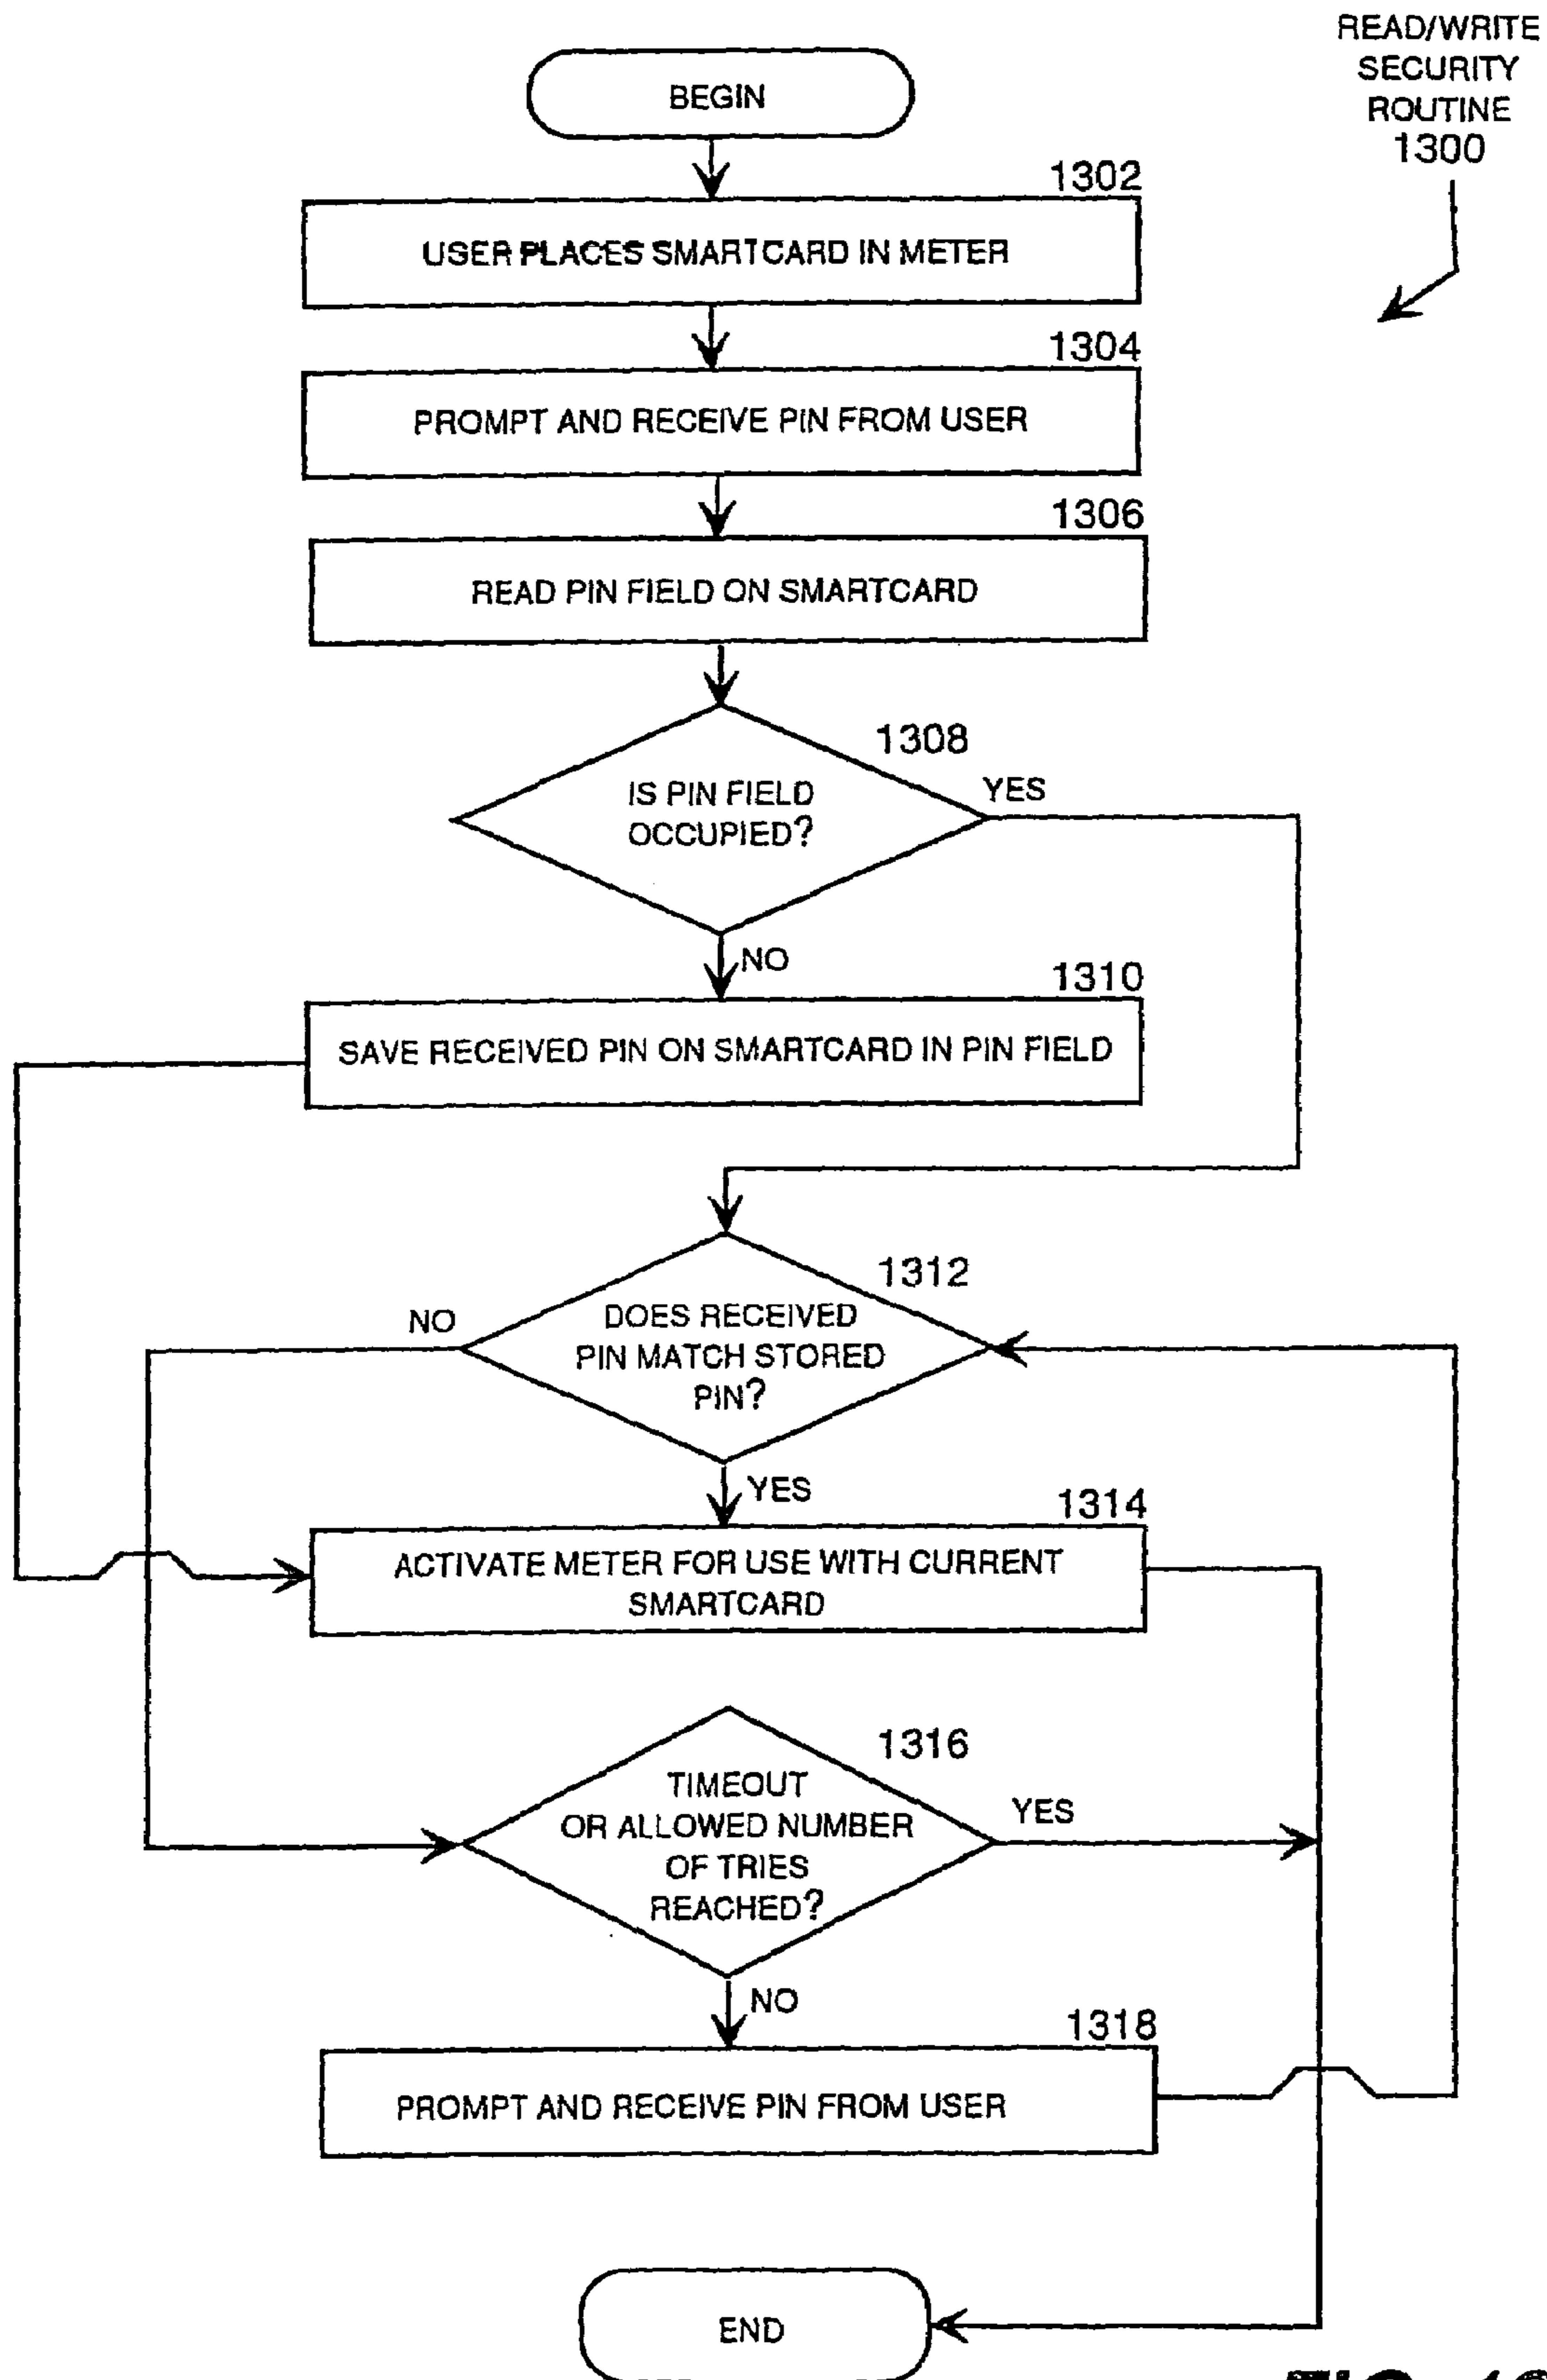 READ/WRITE
SECURITY
ROUTINE
1300
BEGIN
1302
USER PLACES SMARTCARD IN METER
1304
PROMPT AND RECEIVE PIN FROM USER
1306
READ PIN FIELD ON SMARTCARD
1308
IS PIN FIELD
OCCUPIED?
YES
NO
1310
SAVE RECEIVED PIN ON SMARTCARD IN PIN FIELD
1312
NO
DOES RECEIVED
PIN MATCH STORED
PIN?
YES
1314
ACTIVATE METER FOR USE WITH CURRENT
SMARTCARD
1316
TIMEOUT
OR ALLOWED NUMBER
OF TRIES
REACHED?
YES
NO
1318
PROMPT AND RECEIVE PIN FROM USER
END